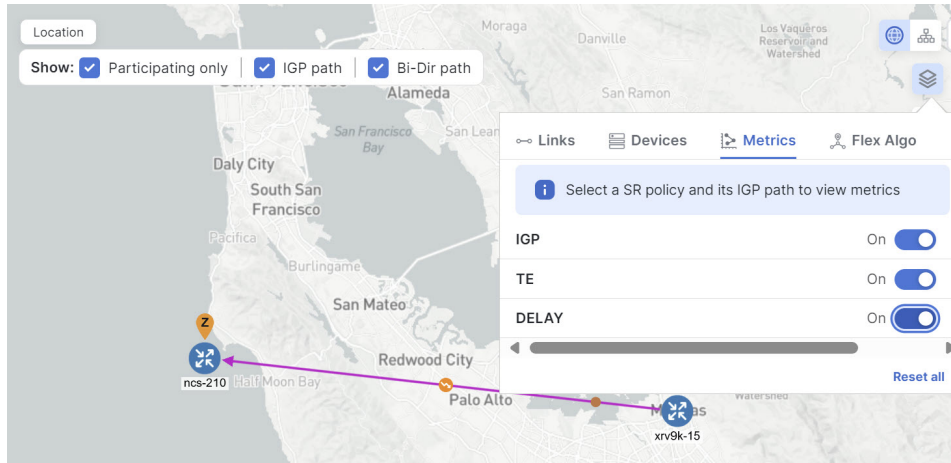 Location
Show: Participating only IGP path Bi-Dir path
Moraga
Danville
Los Vaqueros
Reservoir and
Watershed
Alameda
San Ramon
San Francisco
Bay
San Lean
Daly City
South San
Francisco
Pacifica
Burlingame
San Mateo
Links Devices Metrics Flex Algo
i Select a SR policy and its IGP path to view metrics
IGP On
TE On
DELAY On
Reset all
Z
ncs-210
Half Moon Bay
Redwood City
Palo Alto
Watershed
xrv9k-15